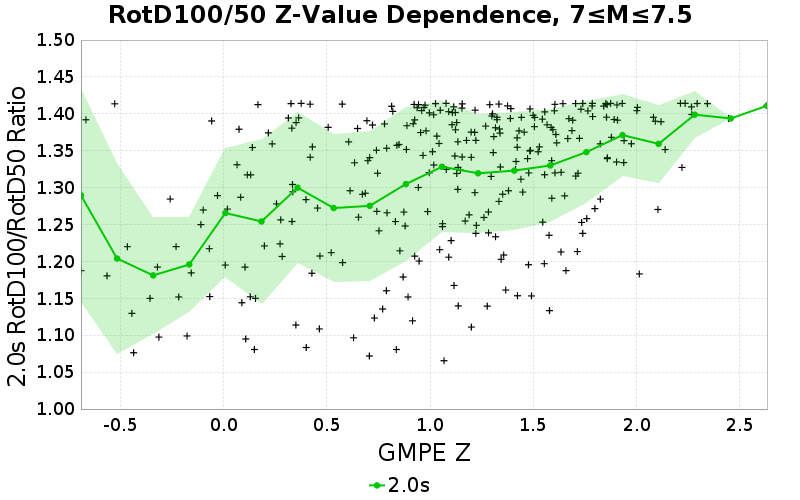 RotD100/50 Z-Value Dependence, 7≤M≤7.5
2.0s RotD100/RotD50 Ratio
1.50
1.45
1.40
1.35
1.30
1.25
1.20
1.15
1.10
1.05
1.00
-0.5 0.0 0.5 1.0 1.5 2.0 2.5
GMPE Z
2.0s